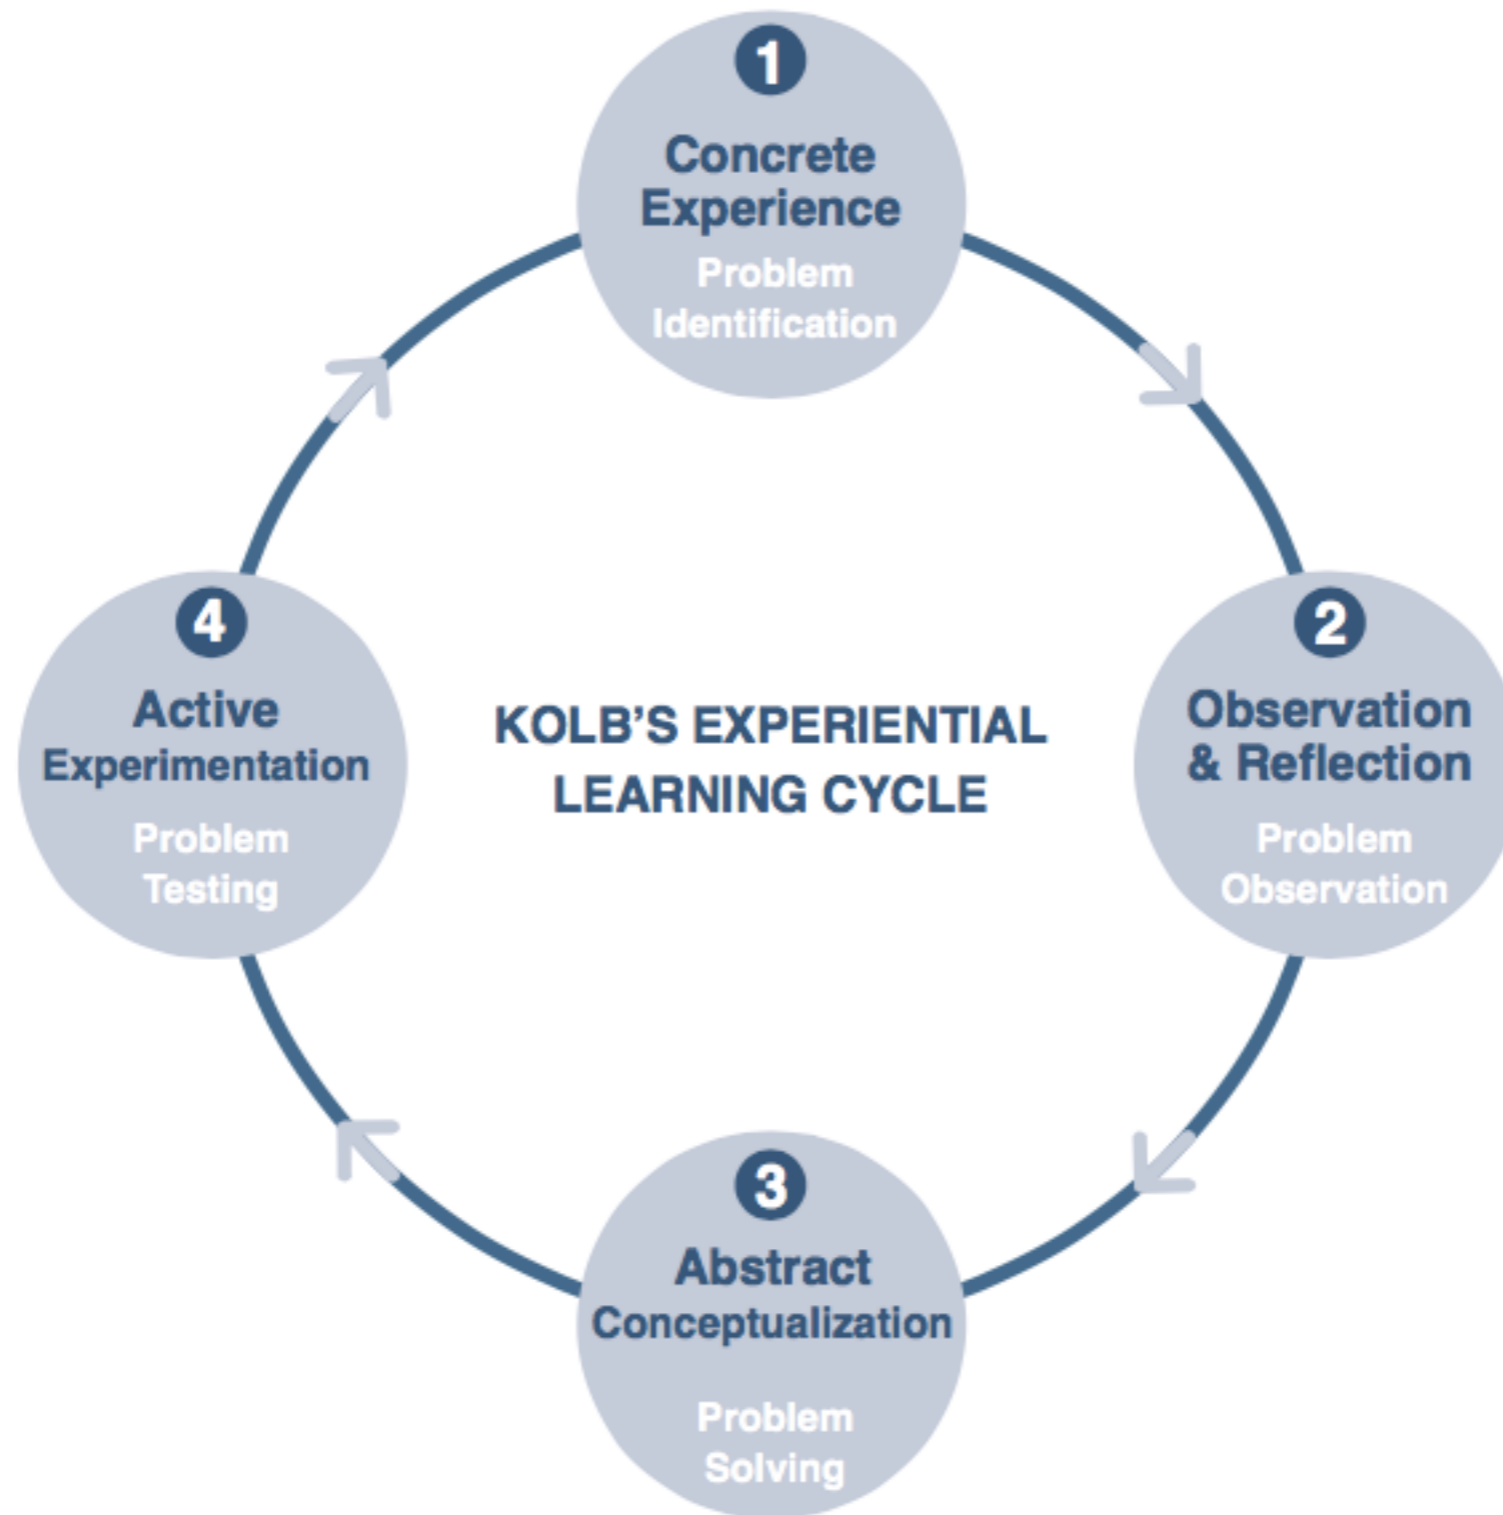 1
Concrete
Experience
Problem
Identification
2
Observation
& Reflection
Problem
Observation
3
Abstract
Conceptualization
Problem
Solving
4
Active
Experimentation
Problem
Testing
KOLB’S EXPERIENTIAL
LEARNING CYCLE